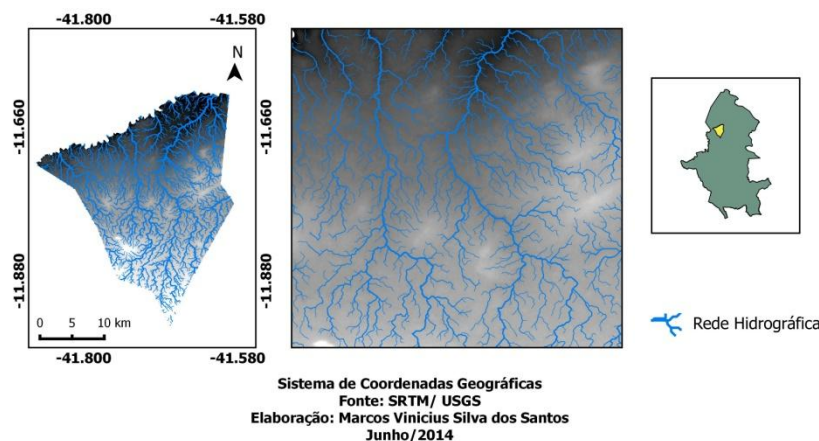 -41.800
-41.580
N
-11.660
-11.660
-11.880
-11.880
0 5 10 km
-41.800
-41.580
Rede Hidrográfica
Sistema de Coordenadas Geográficas
Fonte: SRTM/ USGS
Elaboração: Marcos Vinicius Silva dos Santos
Junho/2014